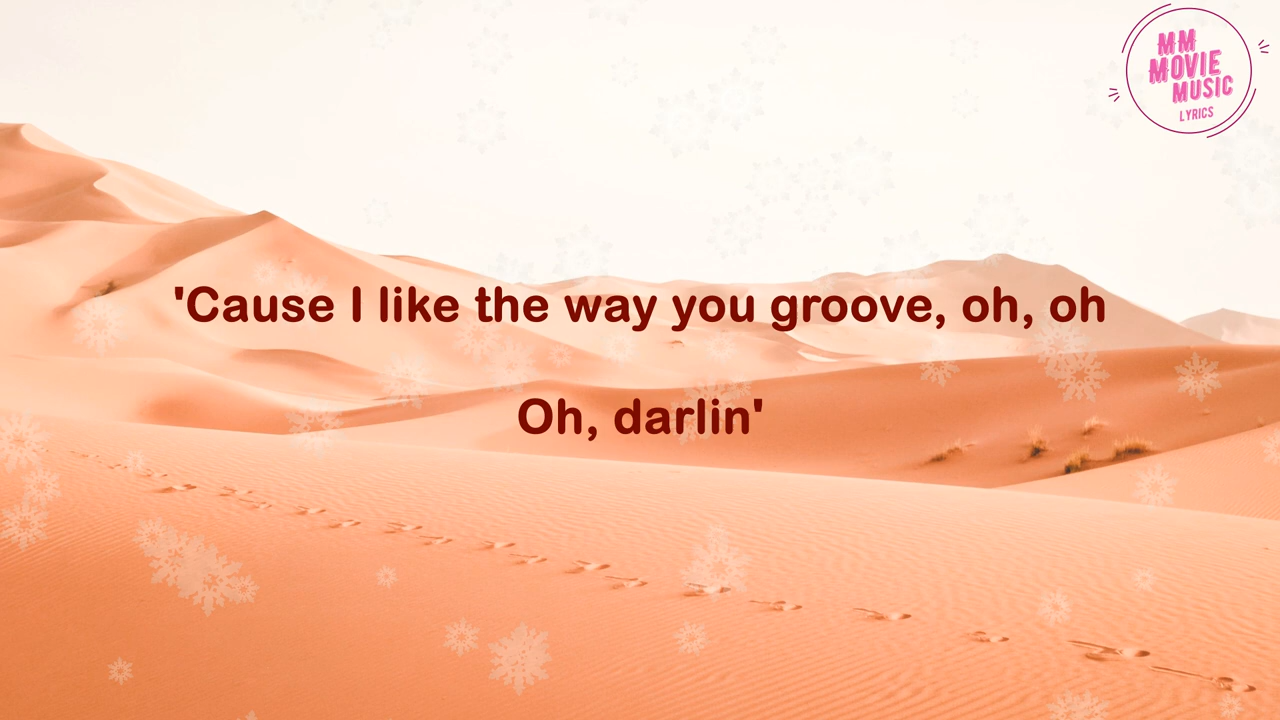 MM
MOVIE
MUSIC
LYRICS
'Cause I like the way you groove, oh, oh
Oh, darlin'